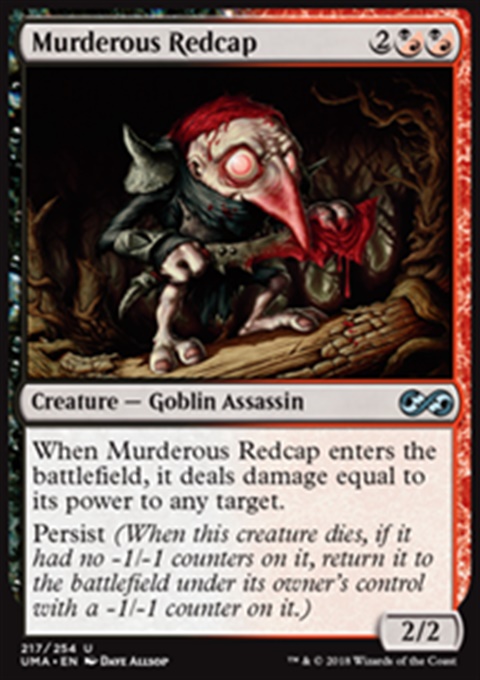 Murderous Redcap 2
Creature — Goblin Assassin
When Murderous Redcap enters the
battlefield, it deals damage equal to
its power to any target.
Persist (When this creature dies, if it
had no -1/-1 counters on it, return it to
the battlefield under its owner's control
with a -1/-1 counter on it.)
2/2
217/254 U
UMA • EN Dave Allsop
™ & © 2018 Wizards of the Coast